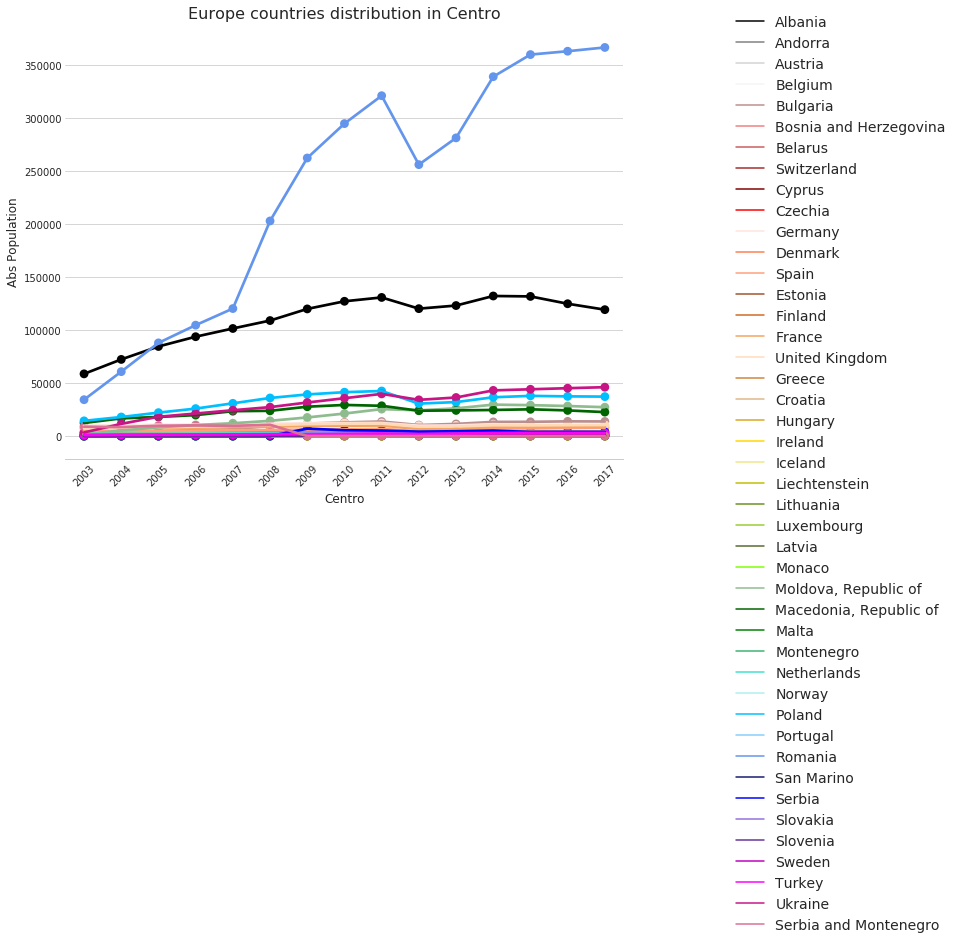 Europe countries distribution in Centro
Abs Population
350000
300000
250000
200000
150000
100000
50000
0
2003
2004
2005
2006
2007
2008
2009
2010
2011
2012
2013
2014
2015
2016
2017
Centro
Albania
Andorra
Austria
Belgium
Bulgaria
Bosnia and Herzegovina
Belarus
Switzerland
Cyprus
Czechia
Germany
Denmark
Spain
Estonia
Finland
France
United Kingdom
Greece
Croatia
Hungary
Ireland
Iceland
Liechtenstein
Lithuania
Luxembourg
Latvia
Monaco
Moldova, Republic of
Macedonia, Republic of
Malta
Montenegro
Netherlands
Norway
Poland
Portugal
Romania
San Marino
Serbia
Slovakia
Slovenia
Sweden
Turkey
Ukraine
Serbia and Montenegro